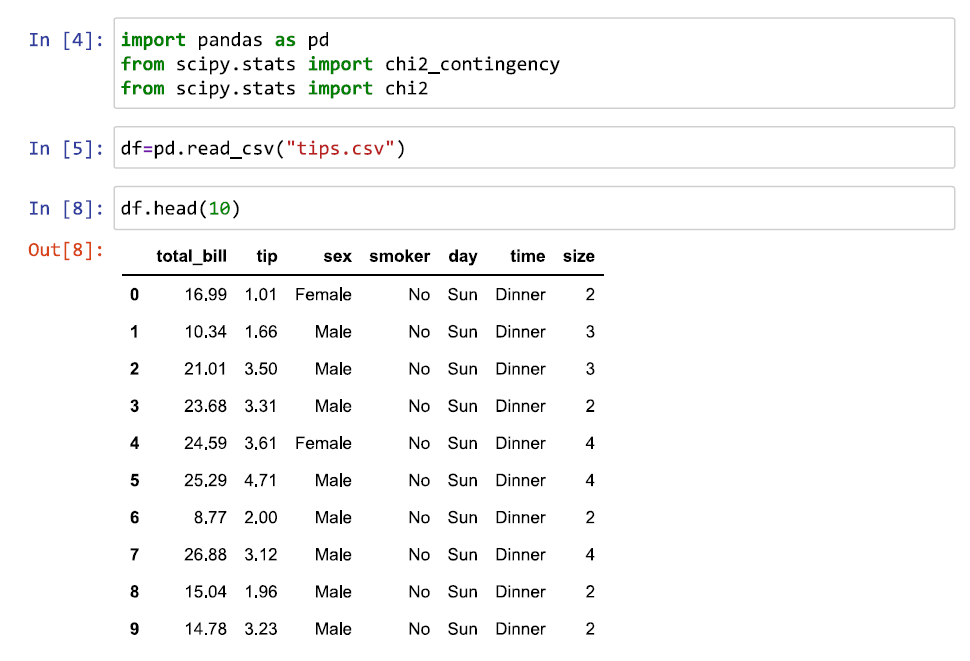 In [4]: import pandas as pd
from scipy.stats import chi2_contingency
from scipy.stats import chi2
In [5]: df=pd.read_csv("tips.csv")
In [8]: df.head(10)
Out[8]:
total_bill tip sex smoker day time size
0 16.99 1.01 Female No Sun Dinner 2
1 10.34 1.66 Male No Sun Dinner 3
2 21.01 3.50 Male No Sun Dinner 3
3 23.68 3.31 Male No Sun Dinner 2
4 24.59 3.61 Female No Sun Dinner 4
5 25.29 4.71 Male No Sun Dinner 4
6 8.77 2.00 Male No Sun Dinner 2
7 26.88 3.12 Male No Sun Dinner 4
8 15.04 1.96 Male No Sun Dinner 2
9 14.78 3.23 Male No Sun Dinner 2